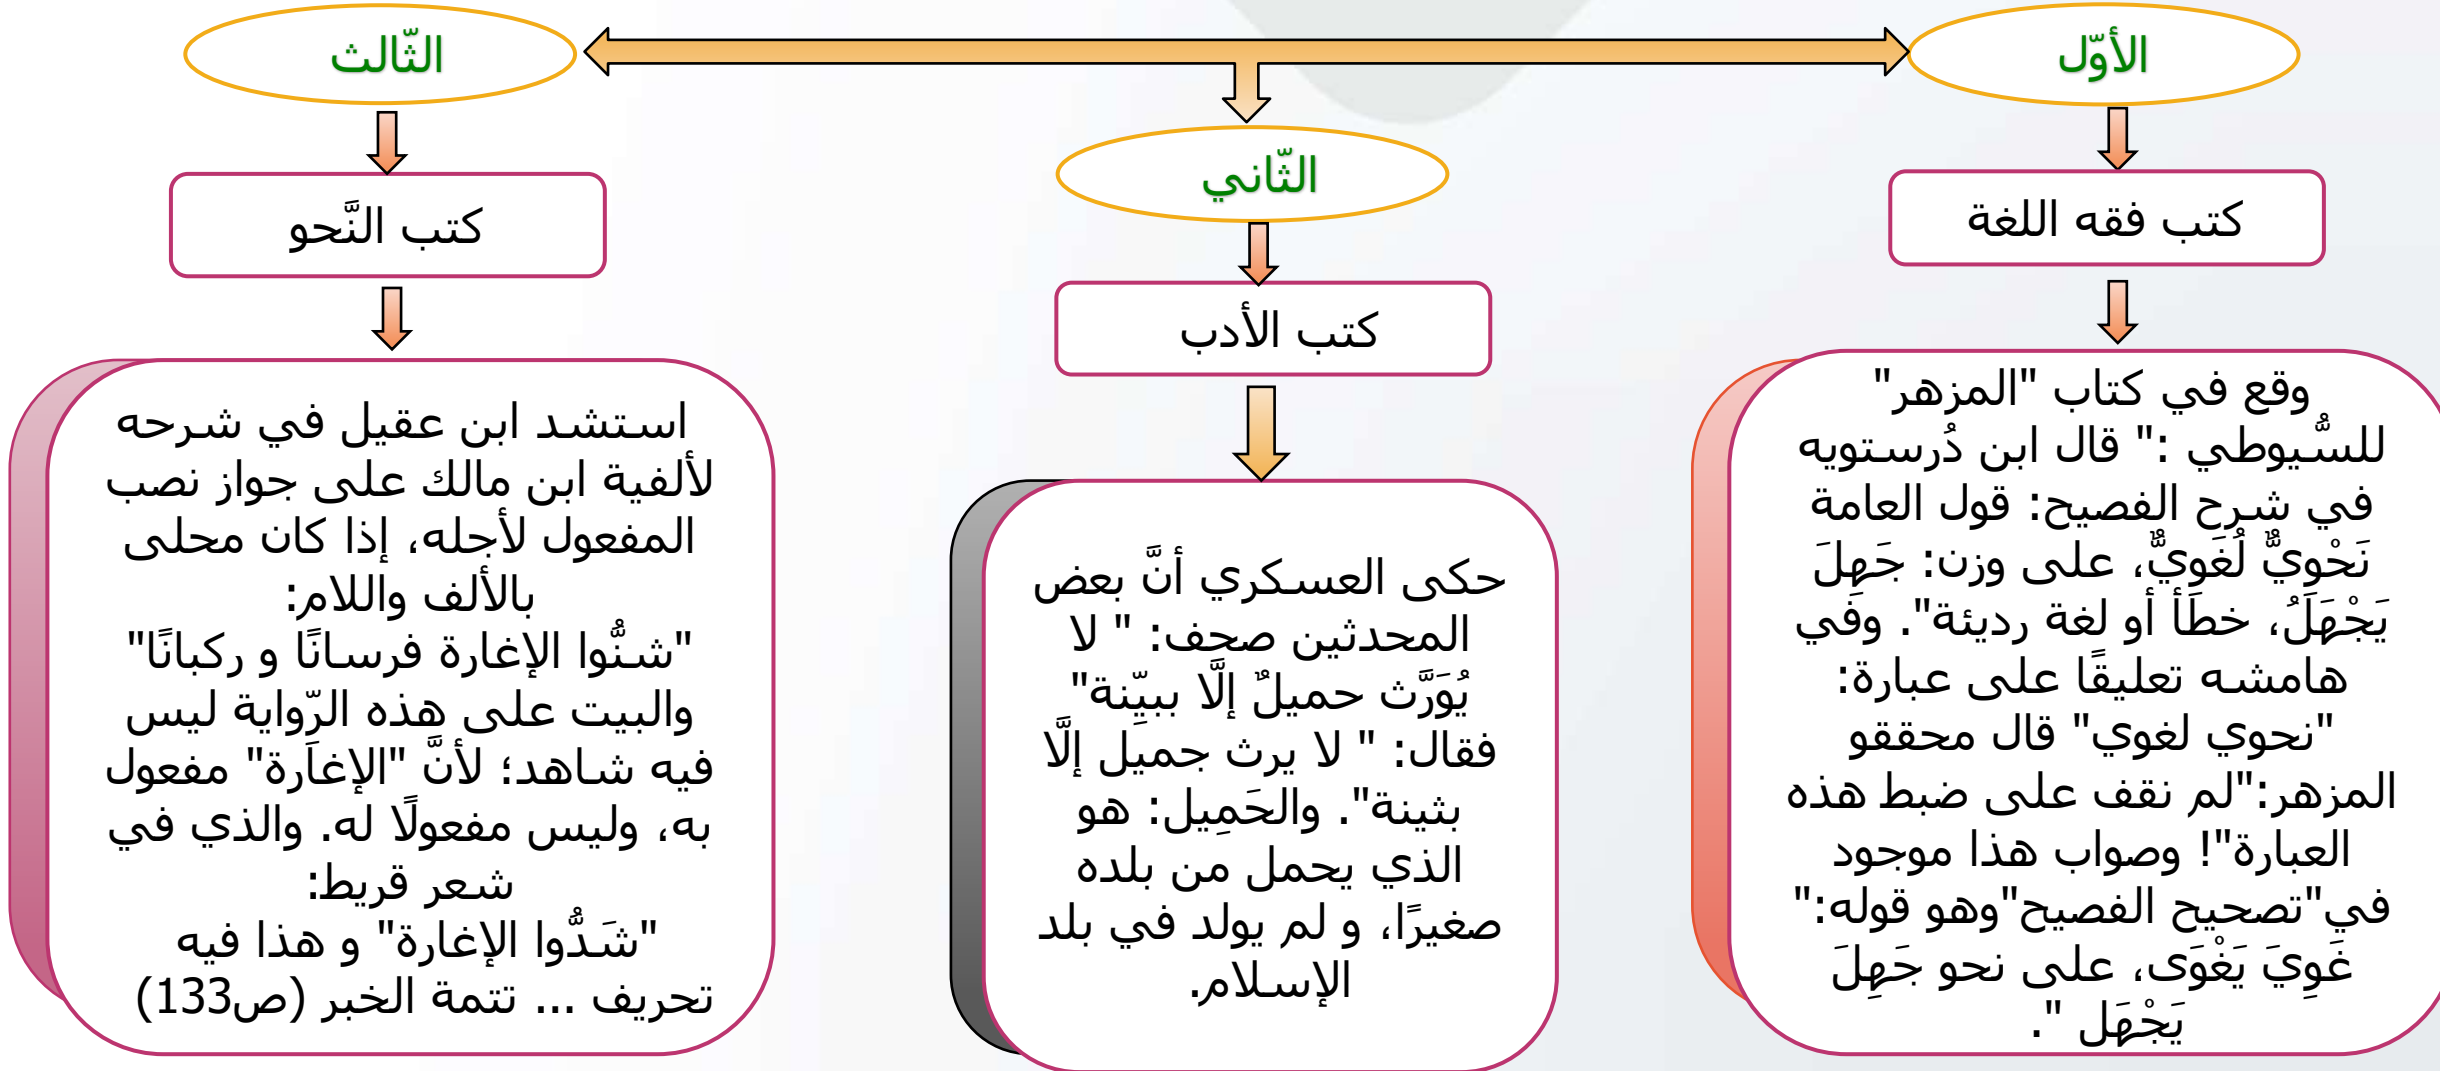 الأوّل
كتب فقه اللغة
وقع في كتاب "المزهر"
للسُّيوطي :" قال ابن دُرستويه
في شرح الفصيح: قول العامة
نَحْوِيٌّ لُغَوِيٌّ، على وزن: جَهِلَ
يَجْهَلُ، خطأ أو لغة رديئة". وفي
هامشه تعليقًا على عبارة:
"نحوي لغوي" قال محققو
المزهر:"لم نقف على ضبط هذه
العبارة"! وصواب هذا موجود
في"تصحيح الفصيح"وهو قوله:"
غَوِيَ يَغْوَى، على نحو جَهِلَ
يَجْهَل ".
الثّاني
كتب الأدب
حكى العسكري أنَّ بعض
المحدثين صحف: " لا
يُوَرَّث حميلٌ إلَّا ببيّنة"
فقال: " لا يرث جميل إلَّا
بثينة". والحَمِيل: هو
الذي يحمل من بلده
صغيرًا، و لم يولد في بلد
الإسلام.
الثّالث
كتب النَّحو
استشد ابن عقيل في شرحه
لألفية ابن مالك على جواز نصب
المفعول لأجله، إذا كان محلى
بالألف واللام:
"شنُّوا الإغارة فرسانًا و ركبانًا"
والبيت على هذه الرّواية ليس
فيه شاهد؛ لأنَّ "الإغارة" مفعول
به، وليس مفعولًا له. والذي في
شعر قريط:
"شَدُّوا الإغارة" و هذا فيه
تحريف ... تتمة الخبر (ص133)